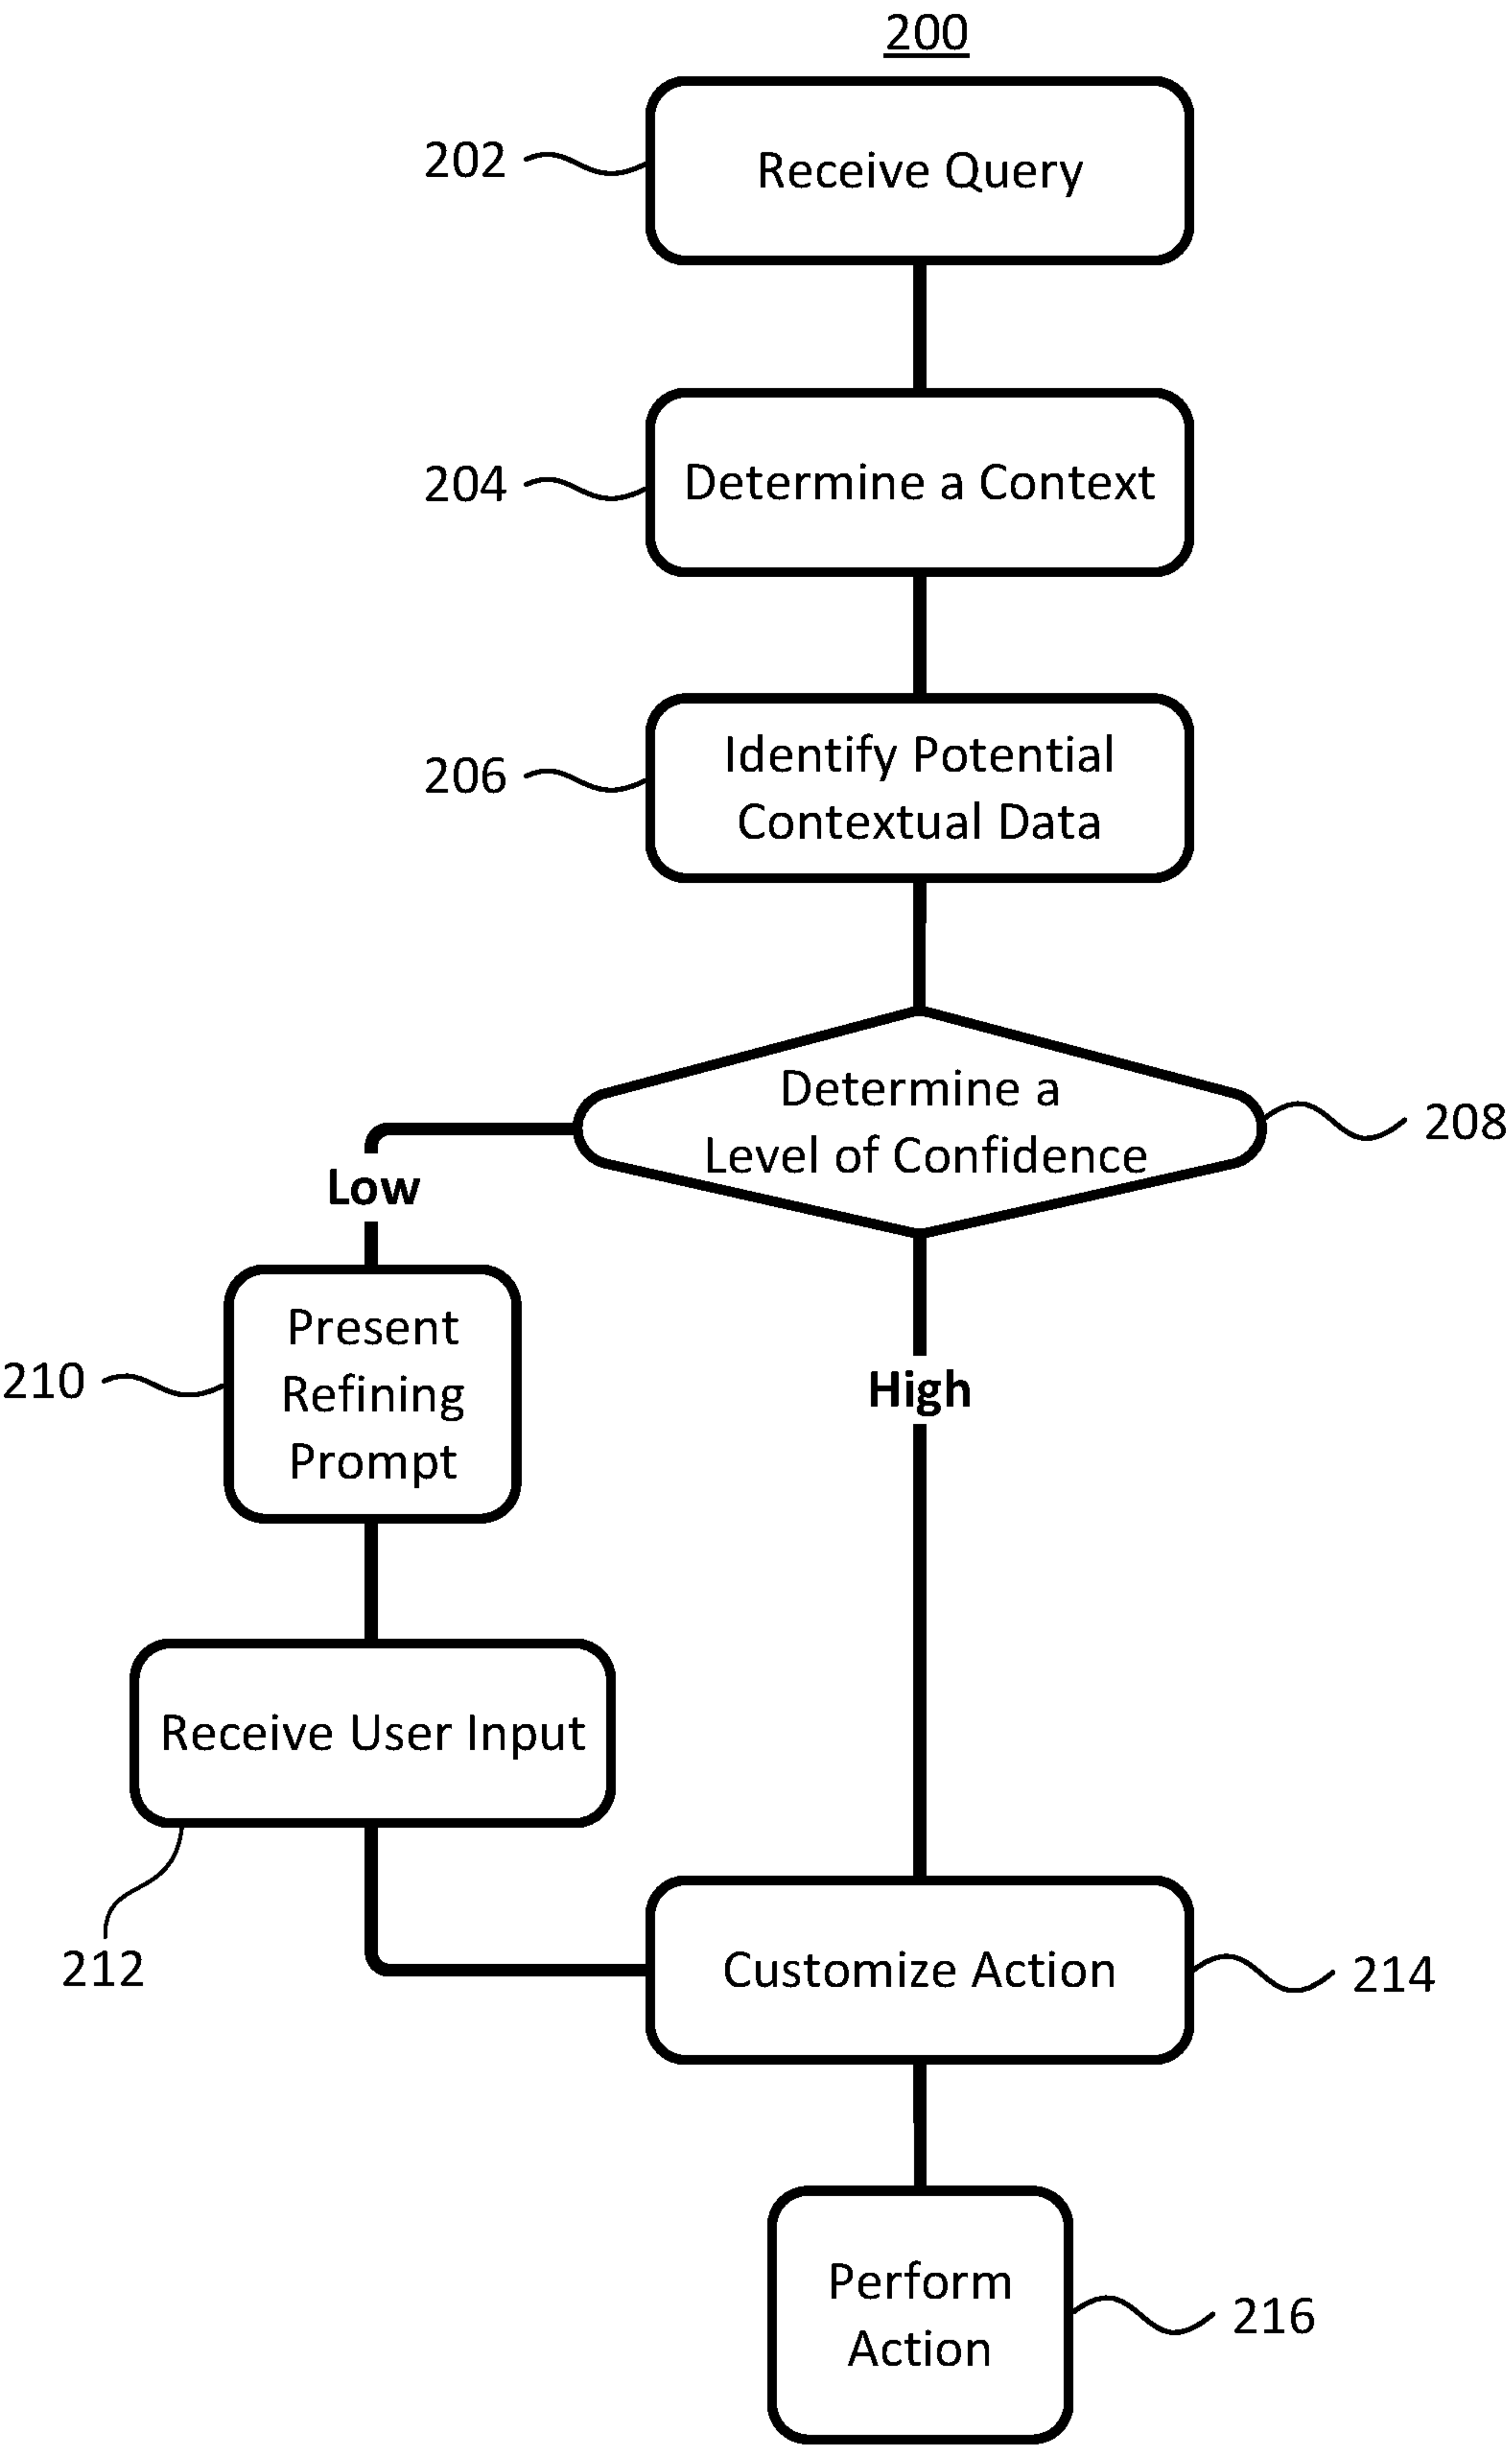 200
202
Receive Query
204
Determine a Context
206
Identify Potential
Contextual Data
Determine a
Level of Confidence
208
Low
High
210
Present
Refining
Prompt
Receive User Input
212
Customize Action
214
Perform
Action
216